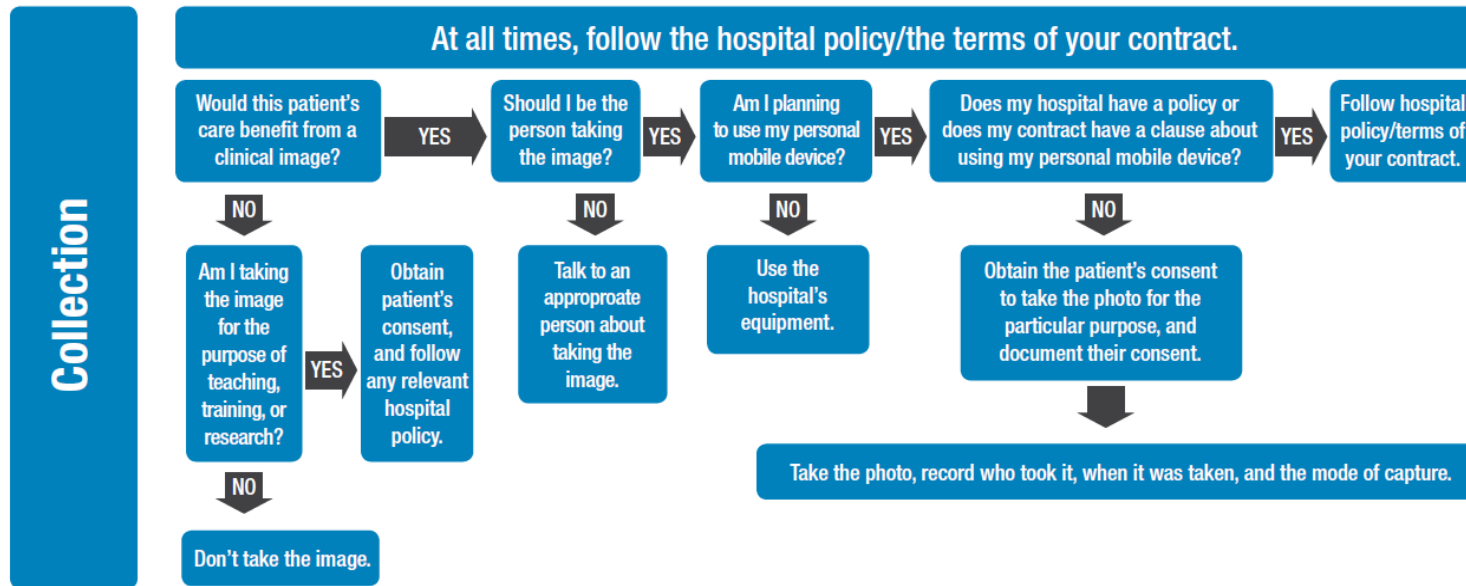 Collection
At all times, follow the hospital policy/the terms of your contract.
Would this patient's
care benefit from a
clinical image?
YES
Should I be the
person taking
the image?
YES
Am I planning
to use my personal
mobile device?
YES
Does my hospital have a policy or
does my contract have a clause about
using my personal mobile device?
YES
Follow hospital
policy/terms of
your contract.
NO
NO
NO
NO
Am I taking
the image
for the
purpose of
teaching,
training, or
research?
YES
Obtain
patient's
consent,
and follow
any relevant
hospital
policy.
Talk to an
approproate
person about
taking the
image.
Use the
hospital's
equipment.
Obtain the patient's consent
to take the photo for the
particular purpose, and
document their consent.
Take the photo, record who took it, when it was taken, and the mode of capture.
NO
Don't take the image.